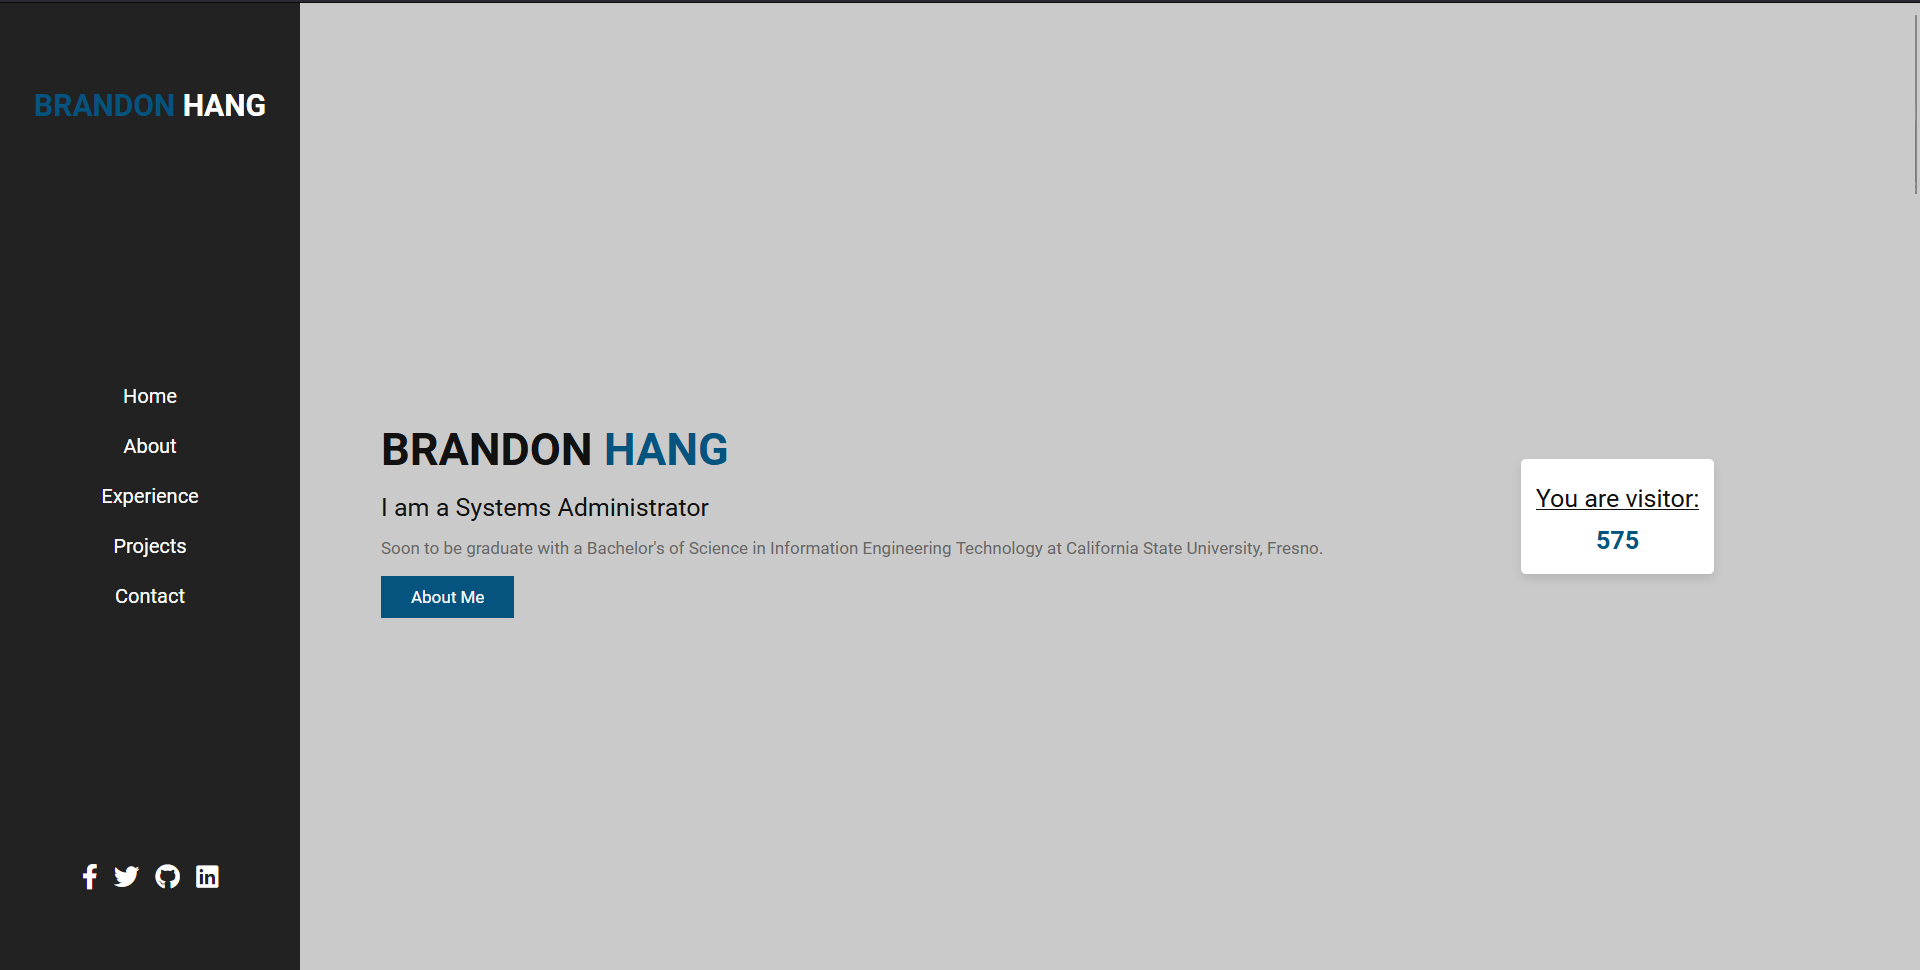 BRANDON HANG
Home
About
Experience
Projects
Contact
BRANDON HANG
I am a Systems Administrator
Soon to be graduate with a Bachelor's of Science in Information Engineering Technology at California State University, Fresno.
About Me
You are visitor:
575